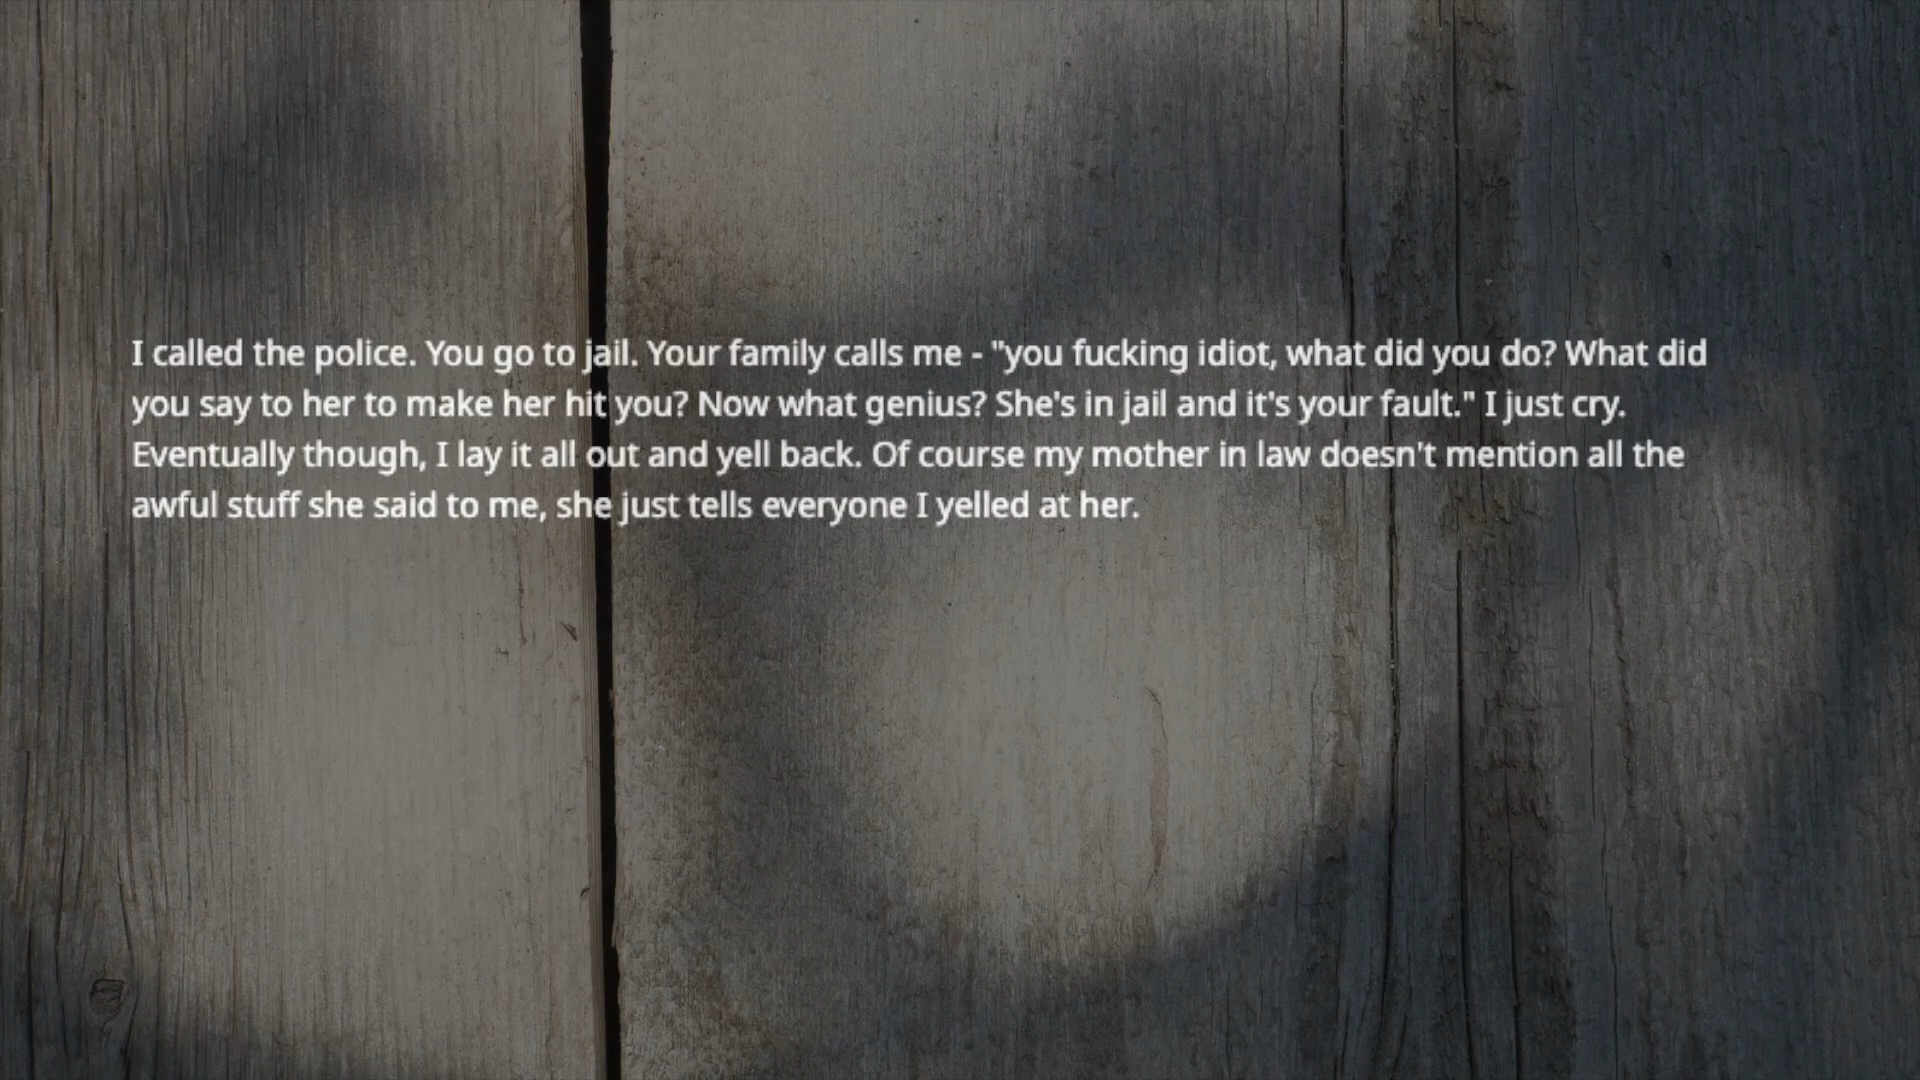 I called the police. You go to jail. Your family calls me - "you fucking idiot, what did you do? What did
you say to her to make her hit you? Now what genius? She's in jail and it's your fault." I just cry.
Eventually though, I lay it all out and yell back. Of course my mother in law doesn't mention all the
awful stuff she said to me, she just tells everyone I yelled at her.